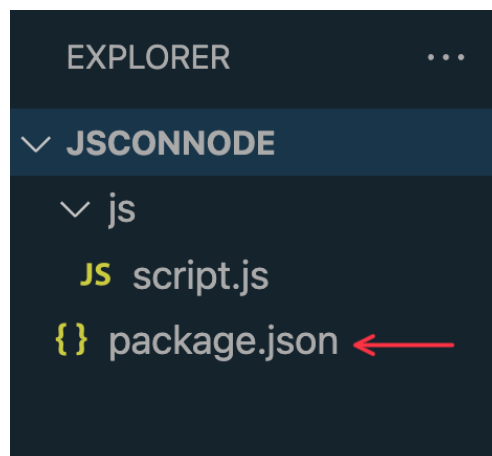 EXPLORER ...
JSCONNODE
js
JS script.js
{} package.json